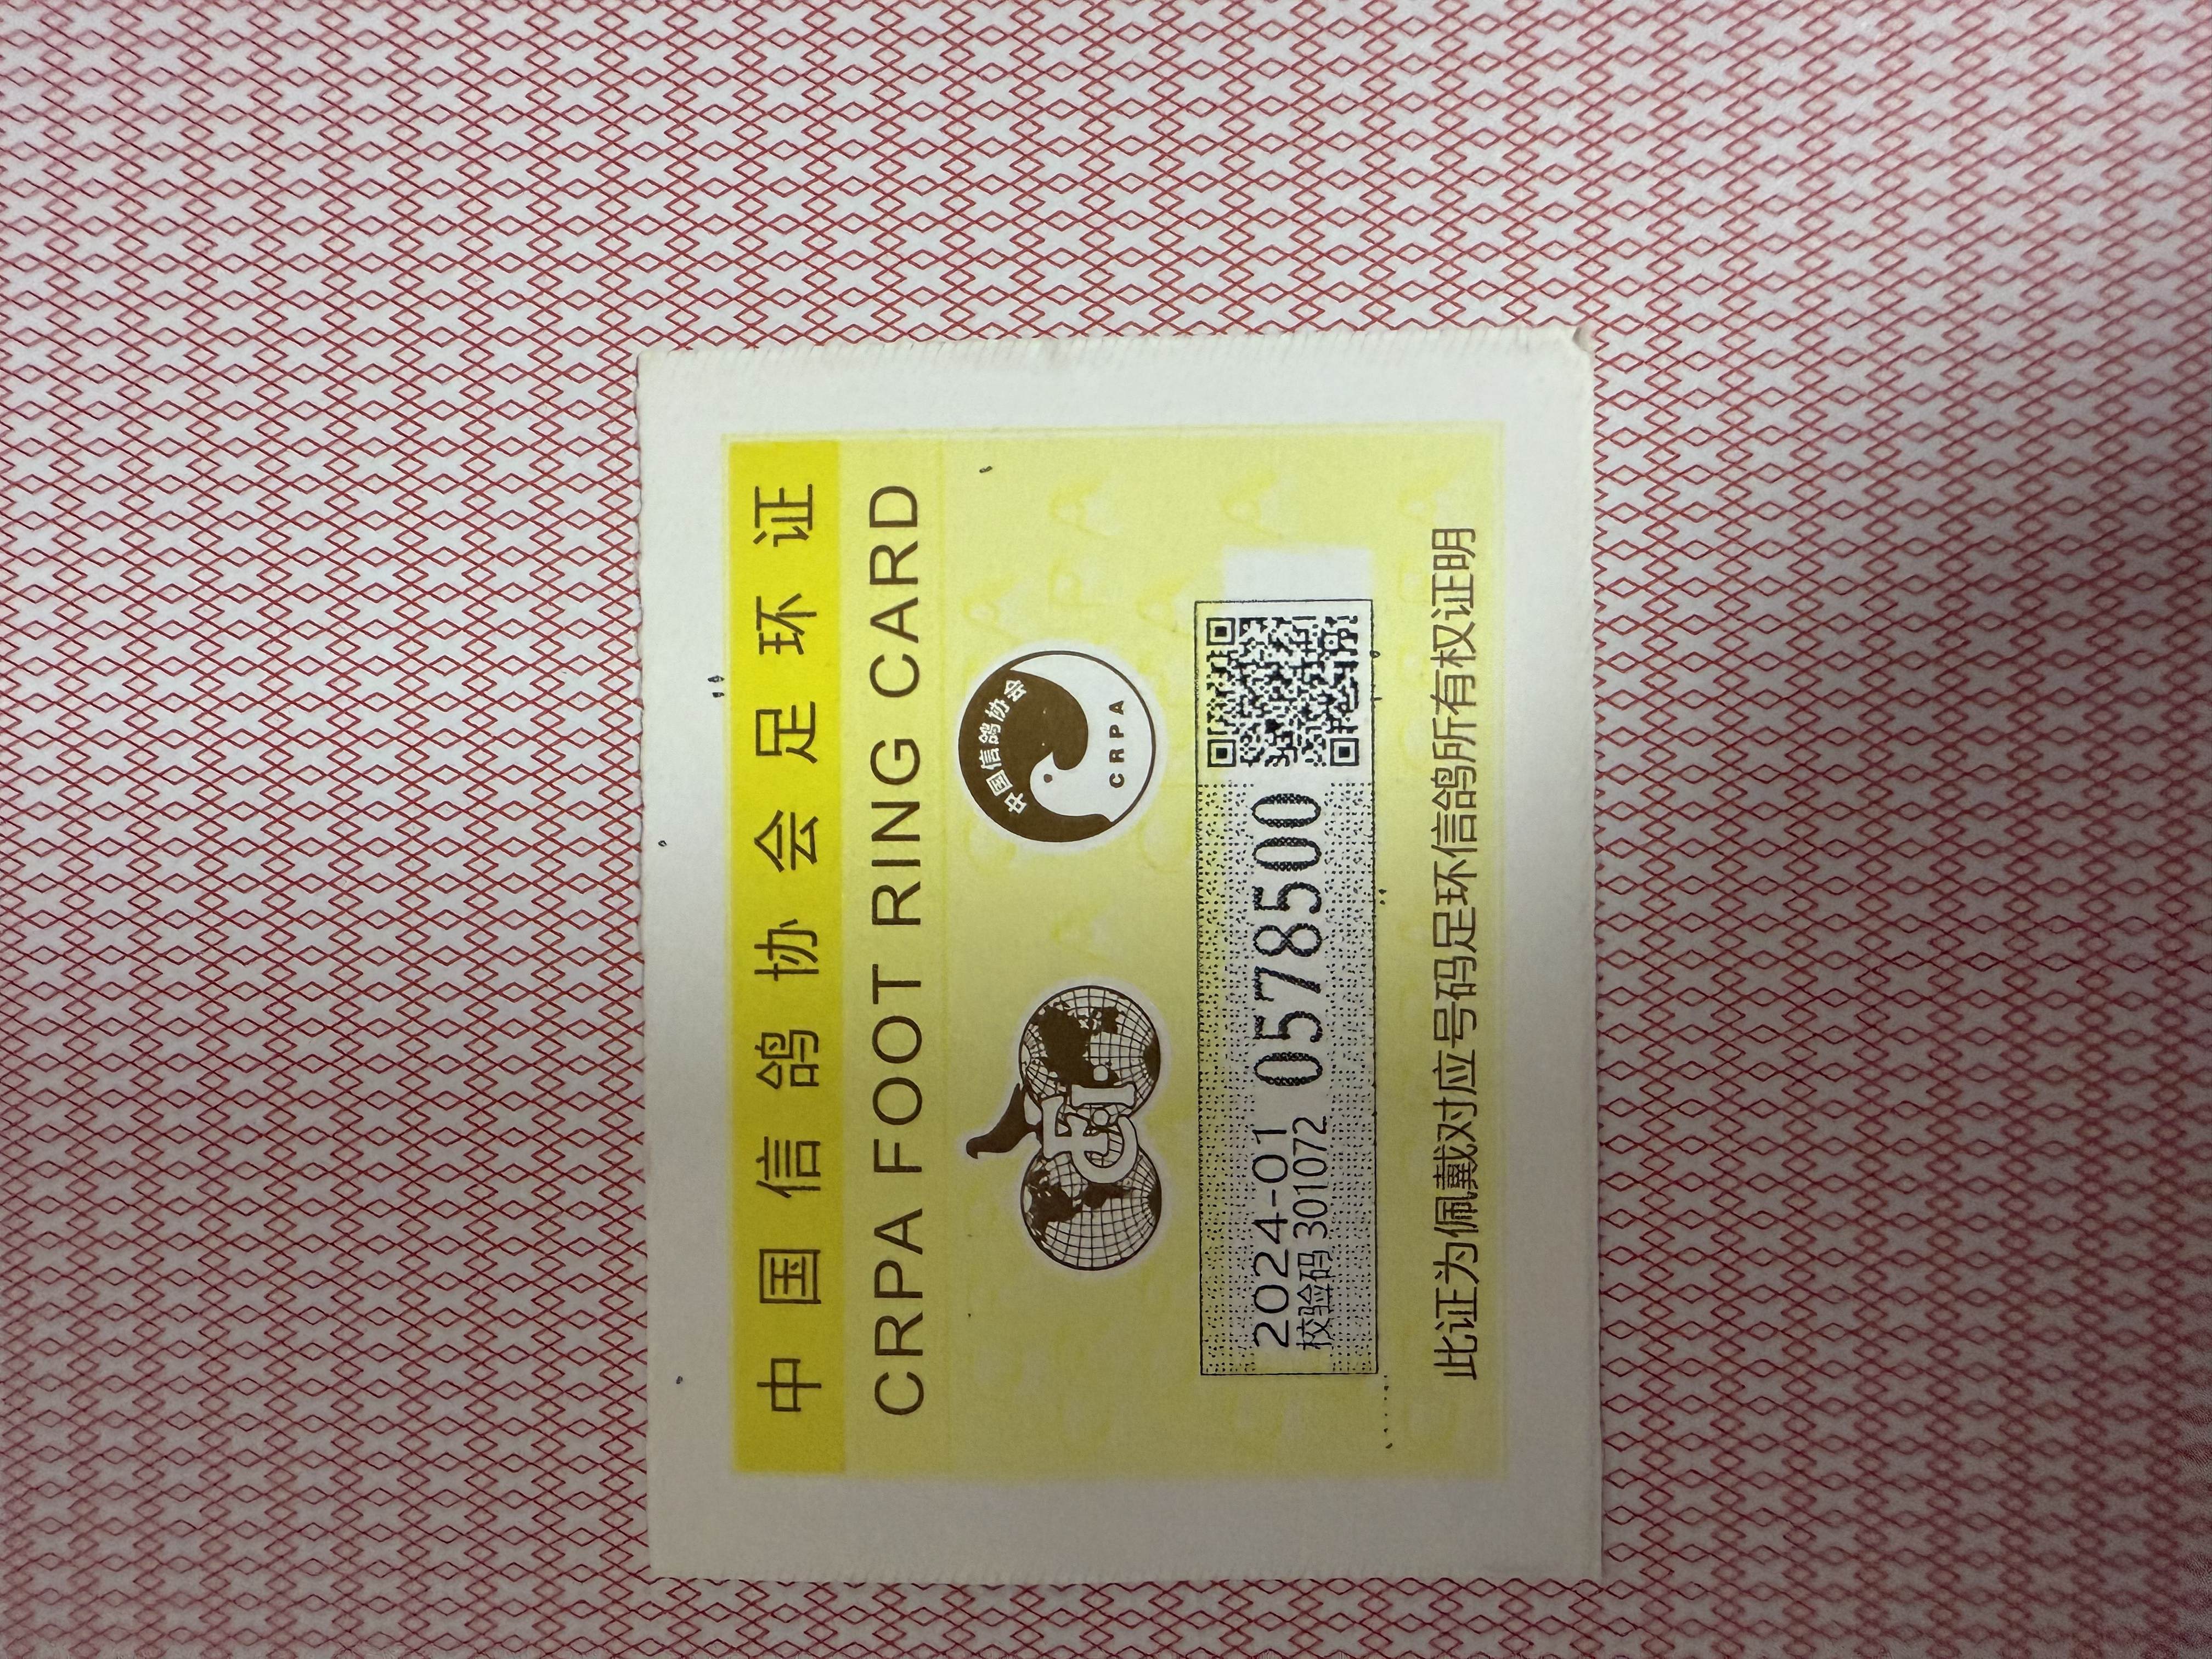 中国信鸽协会足环证
CRPA FOOT RING CARD
FCI
中国信鸽协会
CRPA
2024-01 0578500
校验码 301072
此证为佩戴对应号码足环信鸽所有权证明